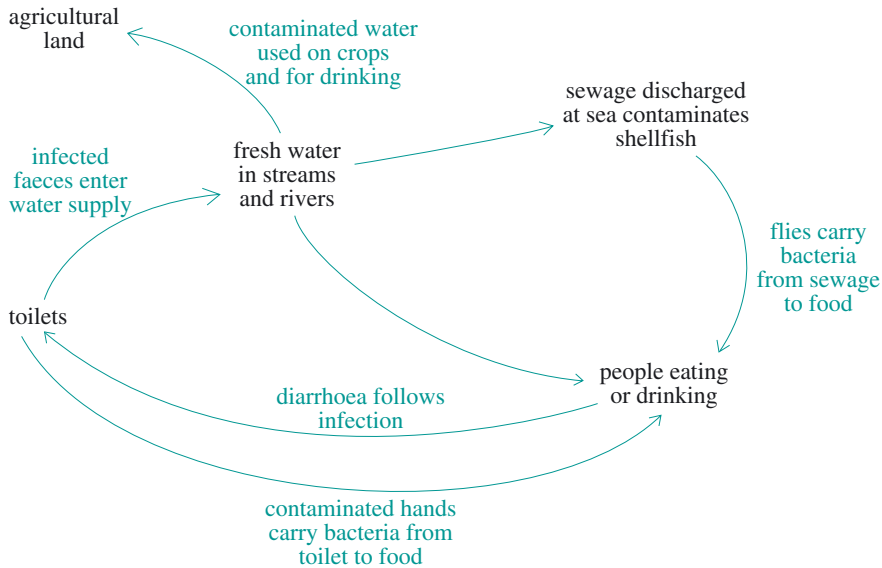 agricultural
land
contaminated water
used on crops
and for drinking
sewage discharged
at sea contaminates
shellfish
fresh water
in streams
and rivers
infected
faeces enter
water supply
flies carry
bacteria
from sewage
to food
toilets
people eating
or drinking
diarrhoea follows
infection
contaminated hands
carry bacteria from
toilet to food